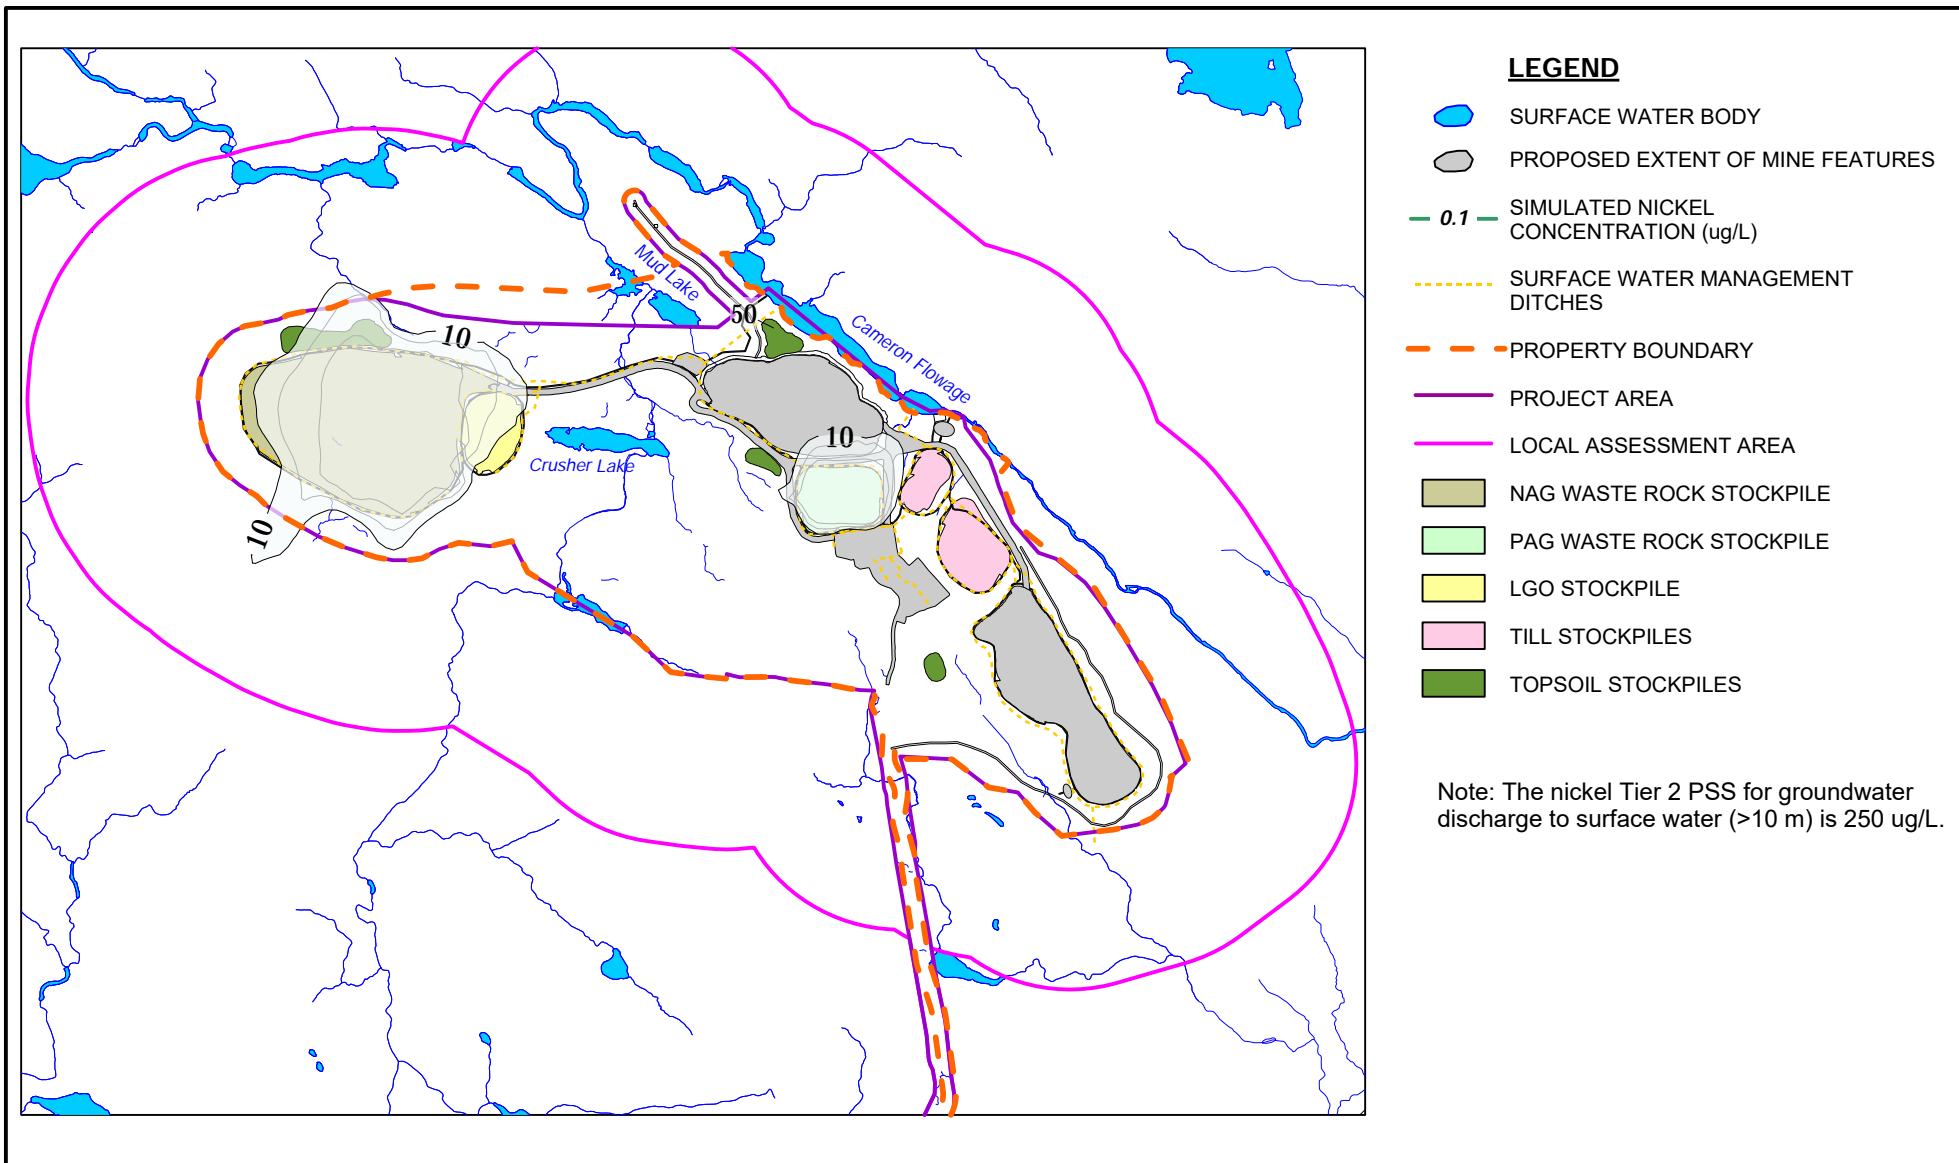 LEGEND
SURFACE WATER BODY
PROPOSED EXTENT OF MINE FEATURES
0.1
SIMULATED NICKEL
CONCENTRATION (ug/L)
SURFACE WATER MANAGEMENT
DITCHES
PROPERTY BOUNDARY
PROJECT AREA
LOCAL ASSESSMENT AREA
NAG WASTE ROCK STOCKPILE
PAG WASTE ROCK STOCKPILE
LGO STOCKPILE
TILL STOCKPILES
TOPSOIL STOCKPILES
Note: The nickel Tier 2 PSS for groundwater
discharge to surface water (>10 m) is 250 ug/L.
Mud Lake
50
Cameron Flowage
10
10
Crusher Lake
10